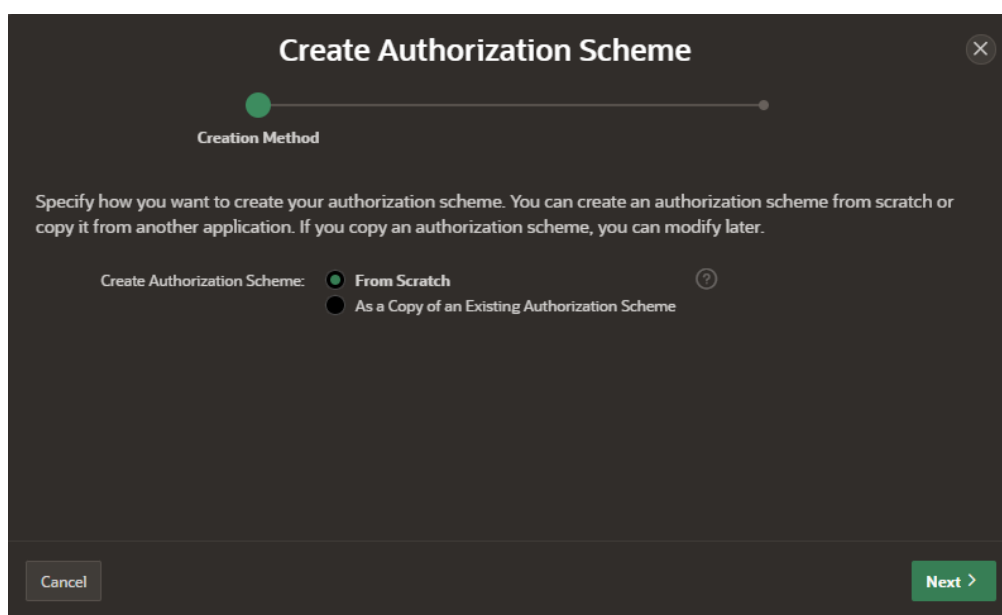 Create Authorization Scheme
Creation Method
Specify how you want to create your authorization scheme. You can create an authorization scheme from scratch or
copy it from another application. If you copy an authorization scheme, you can modify later.
Create Authorization Scheme:
From Scratch
?
As a Copy of an Existing Authorization Scheme
Cancel
Next >